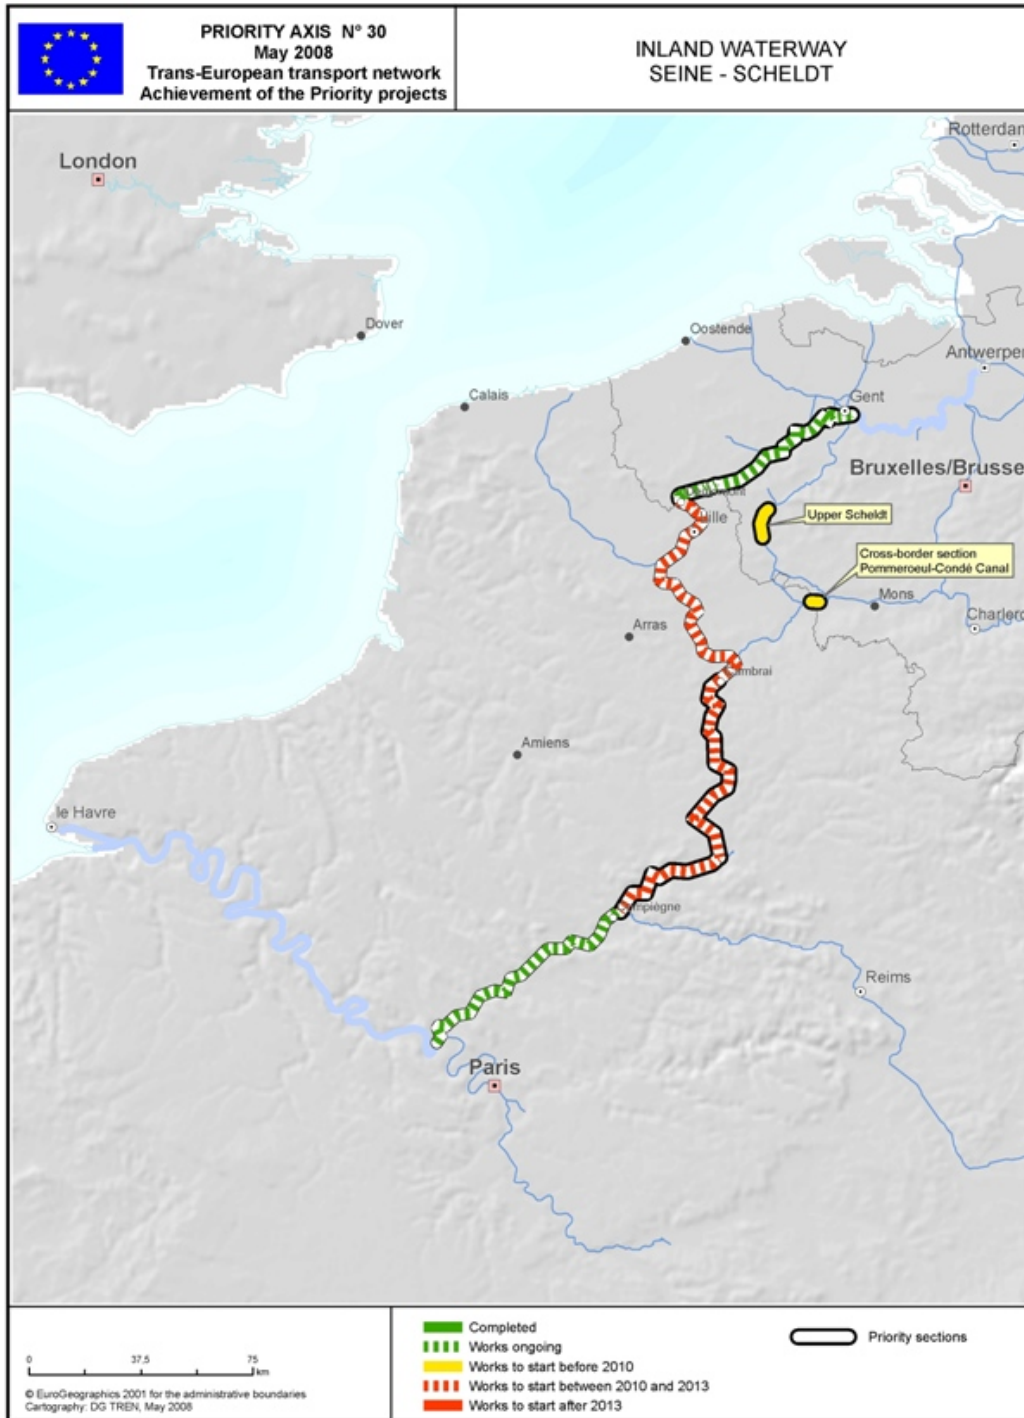 PRIORITY AXIS N° 30
May 2008
Trans-European transport network
Achievement of the Priority projects
INLAND WATERWAY
SEINE - SCHELDT
Rotterdam
London
Dover
Oostende
Antwerpen
Calais
Gent
Bruxelles/Brusse
Lille
Upper Scheldt
Cross-border section
Pommeroeul-Condé Canal
Mons
Charlero
Arras
Cambrai
Amiens
le Havre
Compiègne
Reims
Paris
0 37,5 75
km
© EuroGeographics 2001 for the administrative boundaries
Cartography: DG TREN, May 2008
Completed
Works ongoing
Works to start before 2010
Works to start between 2010 and 2013
Works to start after 2013
Priority sections